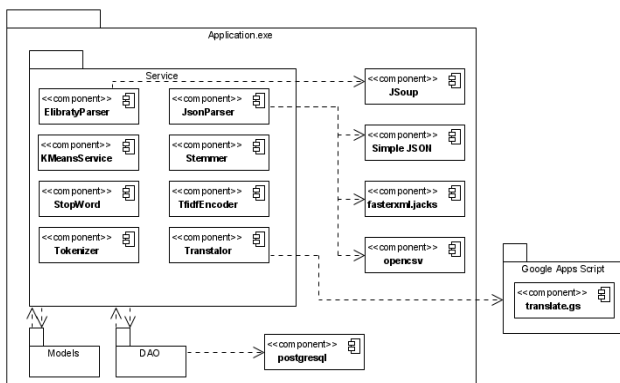 Application.exe
Service
<<component>>
ElibratyParser
<<component>>
JsonParser
<<component>>
KMeansService
<<component>>
Stemmer
<<component>>
StopWord
<<component>>
TfidfEncoder
<<component>>
Tokenizer
<<component>>
Transtalor
<<component>>
JSoup
<<component>>
Simple JSON
<<component>>
fasterxml.jacks
<<component>>
opencsv
Google Apps Script
<<component>>
translate.gs
Models
DAO
<<component>>
postgresql